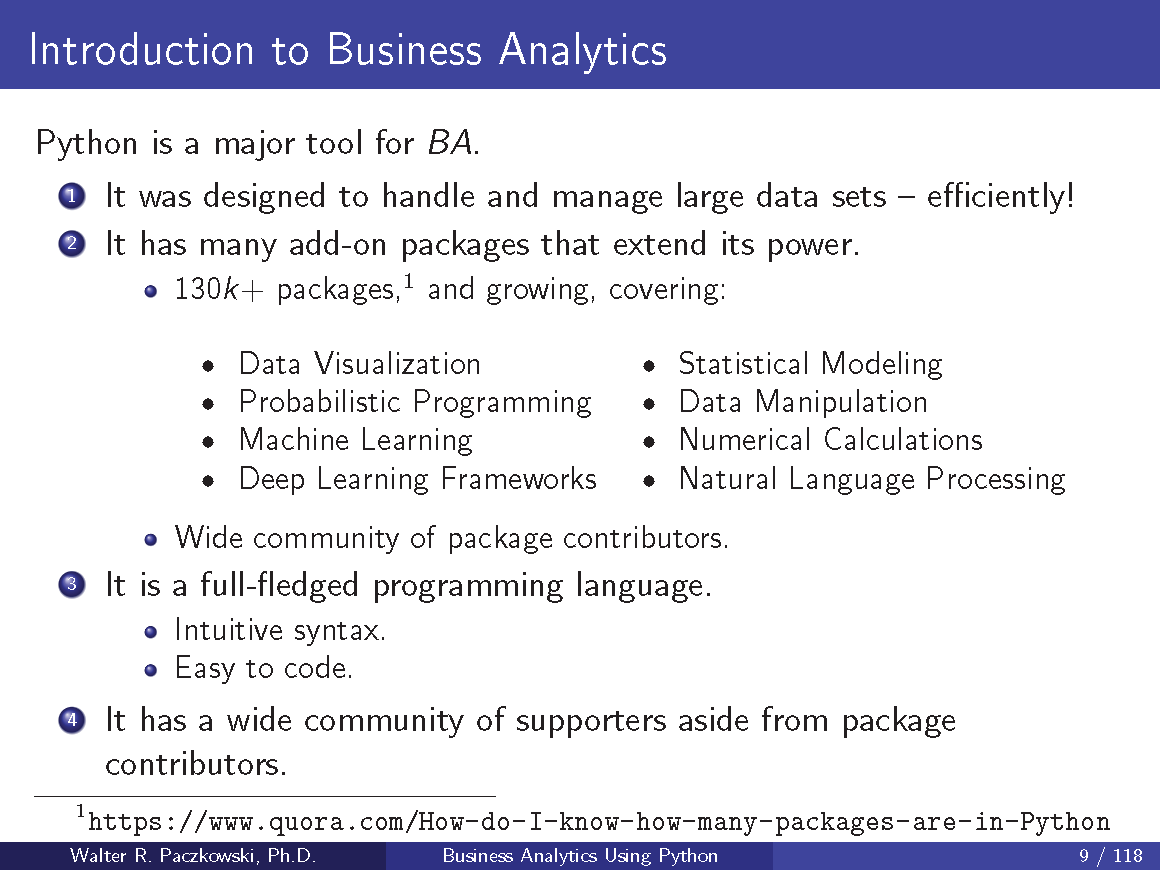 Introduction to Business Analytics
Python is a major tool for BA.
1 It was designed to handle and manage large data sets – efficiently!
2 It has many add-on packages that extend its power.
• 130k+ packages,¹ and growing, covering:
• Data Visualization
• Probabilistic Programming
• Machine Learning
• Deep Learning Frameworks
• Statistical Modeling
• Data Manipulation
• Numerical Calculations
• Natural Language Processing
• Wide community of package contributors.
3 It is a full-fledged programming language.
• Intuitive syntax.
• Easy to code.
4 It has a wide community of supporters aside from package
contributors.
¹https://www.quora.com/How-do-I-know-how-many-packages-are-in-Python
Walter R. Paczkowski, Ph.D.
Business Analytics Using Python
9 / 118